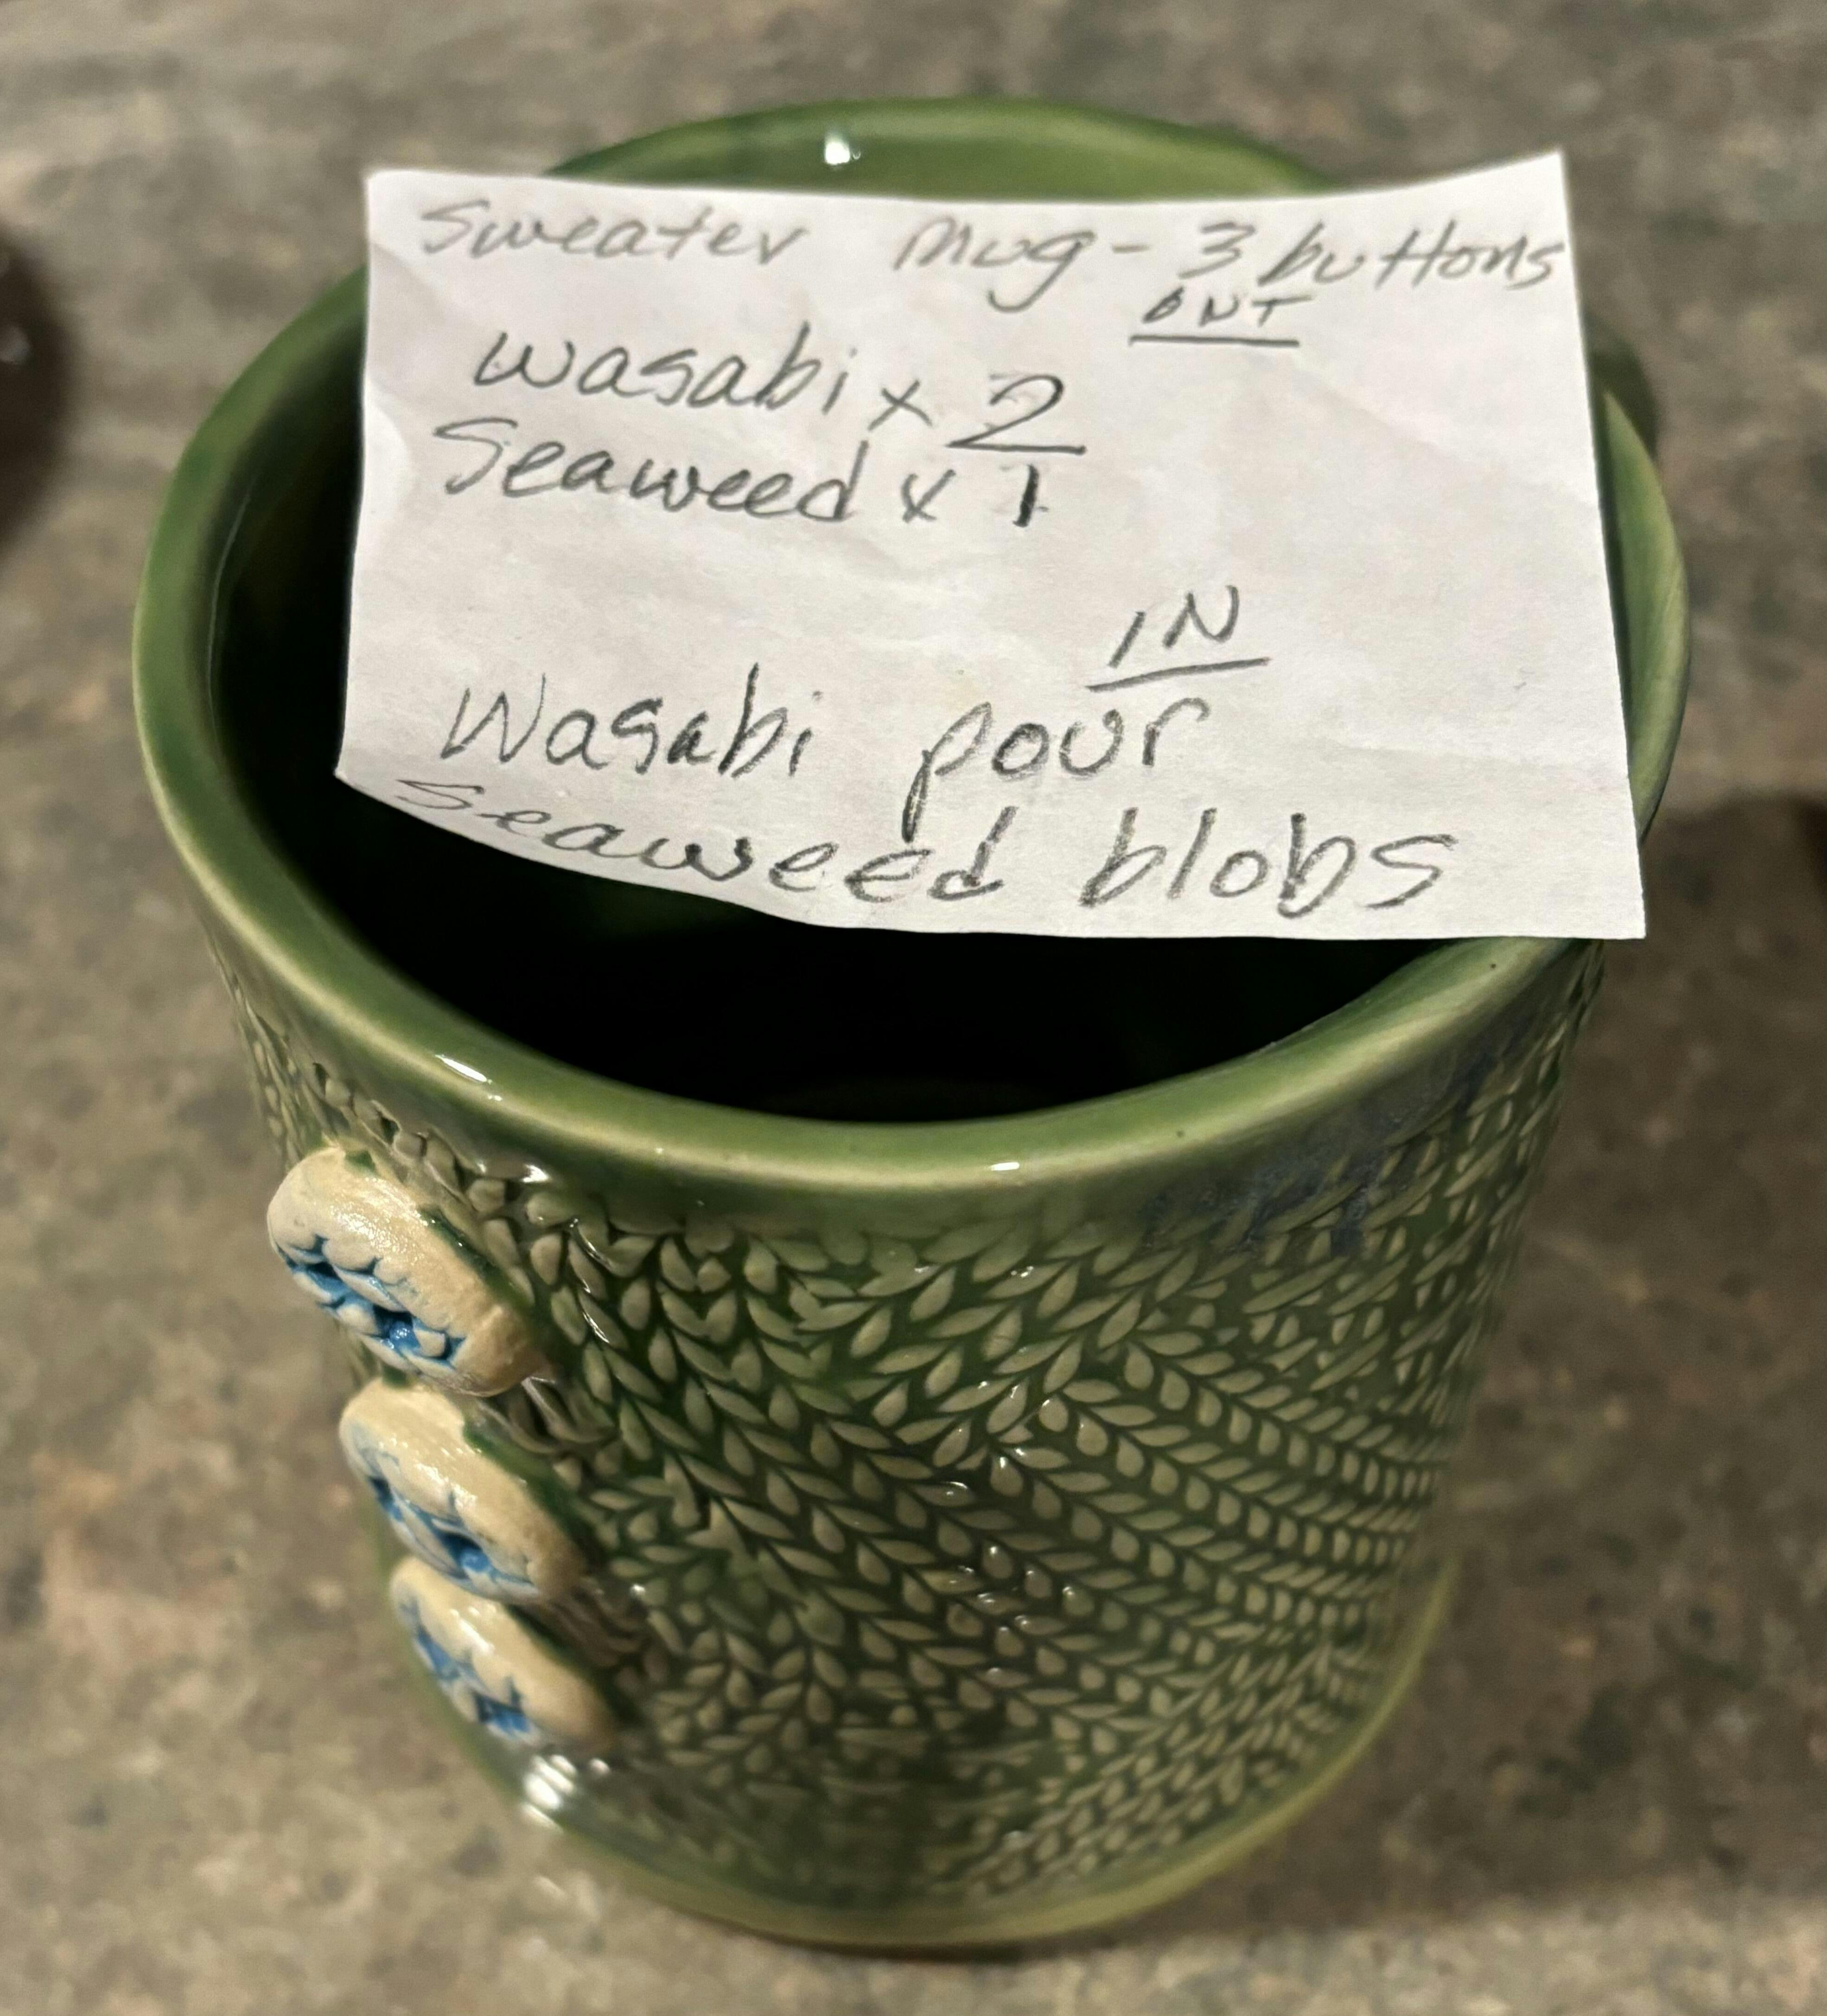 Sweater Mug - 3 buttons
OUT
wasabi x 2
Seaweed x 1
IN
Wasabi pour
Seaweed blobs